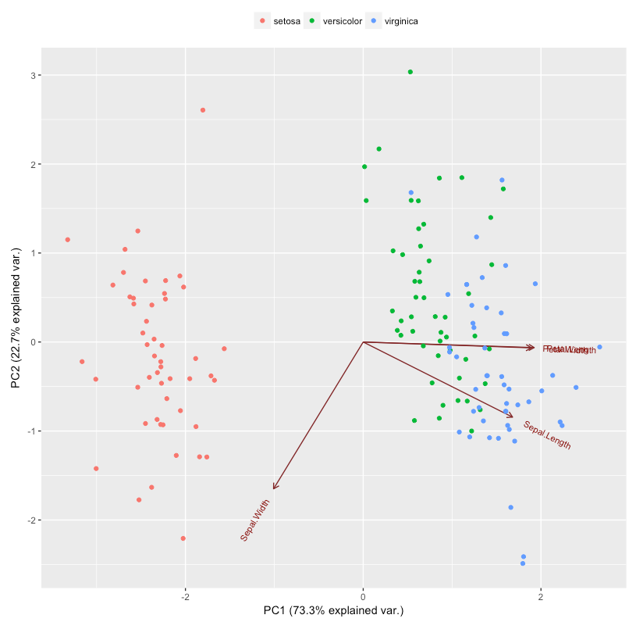 setosa versicolor virginica
3
2
1
0
-1
-2
PC2 (22.7% explained var.)
Sepal.Length
Sepal.Width
-2 0 2
PC1 (73.3% explained var.)